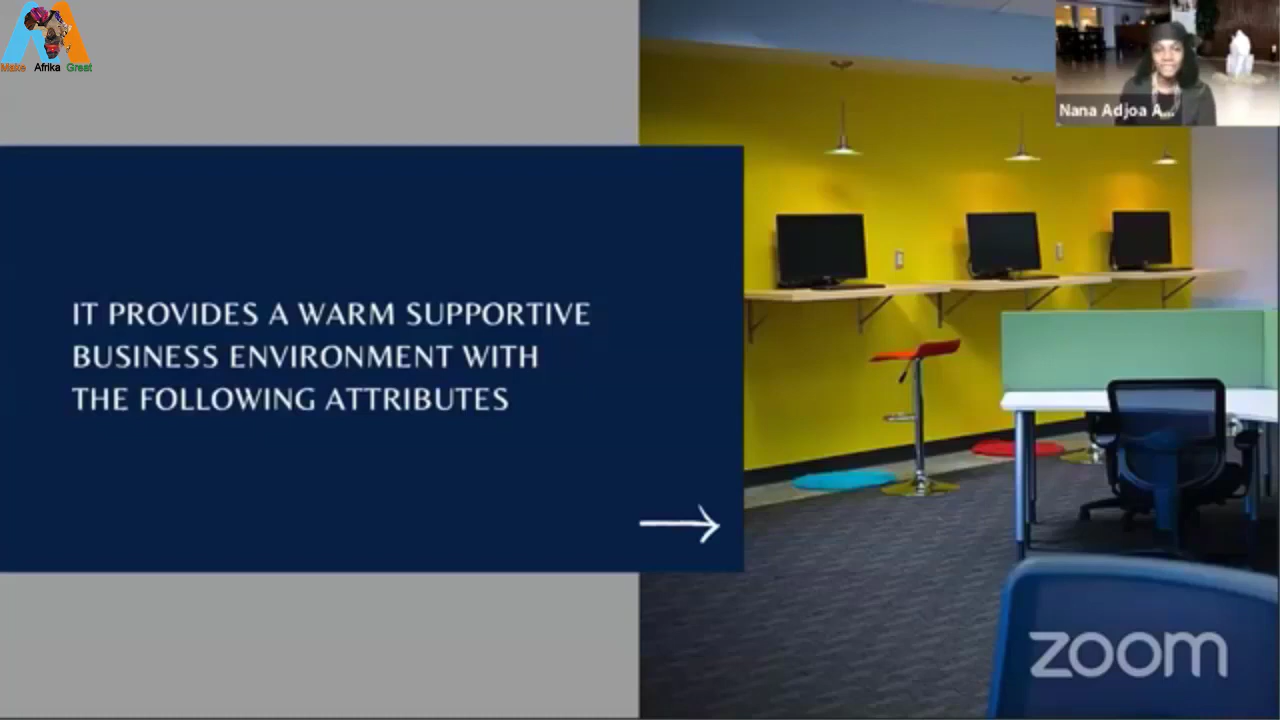 Make Afrika Great
Nana Adjoa A...
IT PROVIDES A WARM SUPPORTIVE
BUSINESS ENVIRONMENT WITH
THE FOLLOWING ATTRIBUTES
zoom